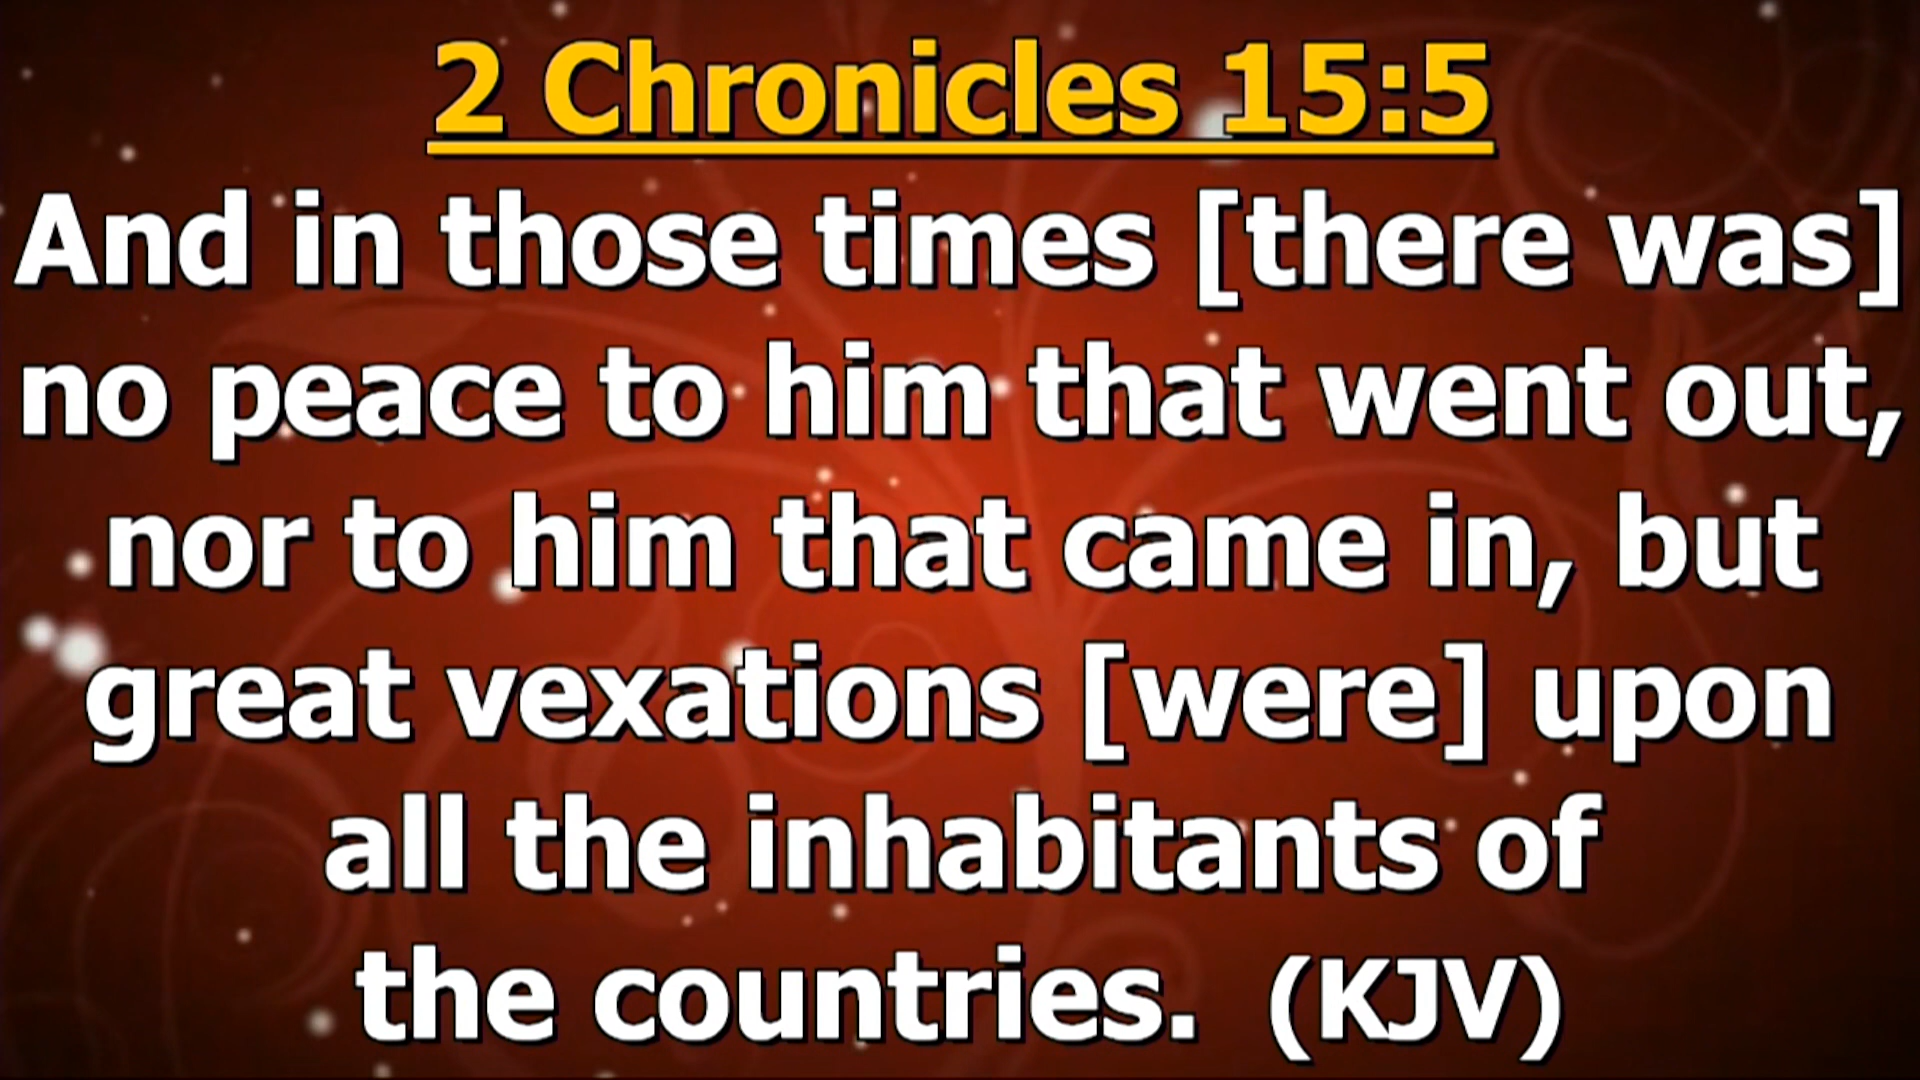 2 Chronicles 15:5
And in those times [there was]
no peace to him that went out,
nor to him that came in, but
great vexations [were] upon
all the inhabitants of
the countries.  (KJV)